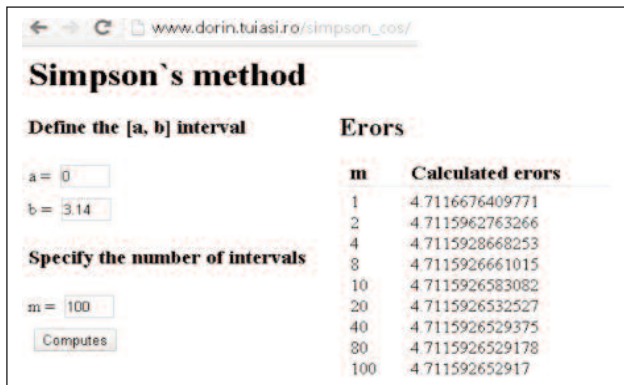 www.dorin.tuiasi.ro/simpson_cos/
Simpson`s method
Define the [a, b] interval
a = 0
b = 3.14
Specify the number of intervals
m = 100
Computes
Erors
m Calculated erors
1 4.7116676409771
2 4.7115962763266
4 4.7115928668253
8 4.7115926661015
10 4.7115926583082
20 4.7115926532527
40 4.7115926529375
80 4.7115926529178
100 4.711592652917